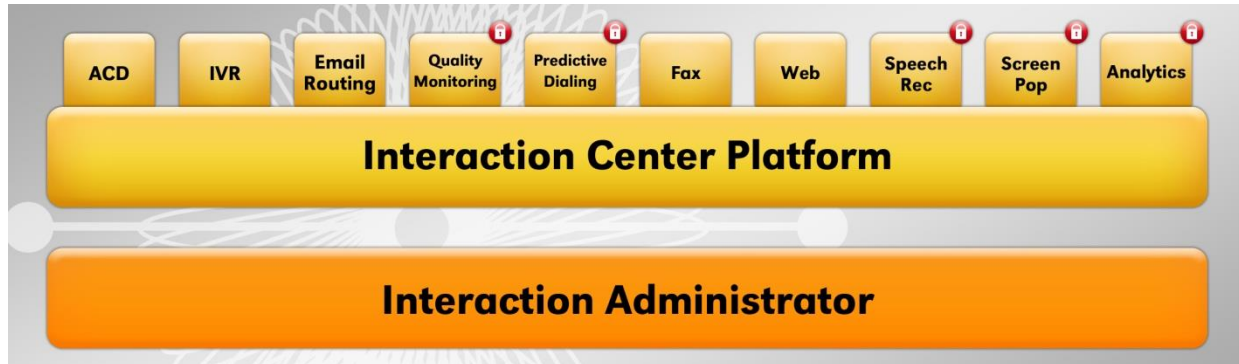 ACD
IVR
Email
Routing
Quality
Monitoring
Predictive
Dialing
Fax
Web
Speech
Rec
Screen
Pop
Analytics
Interaction Center Platform
Interaction Administrator